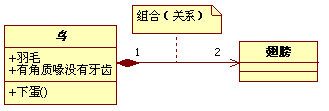 鸟
+羽毛
+有角质喙没有牙齿
+下蛋()
组合（关系）
1
2
翅膀